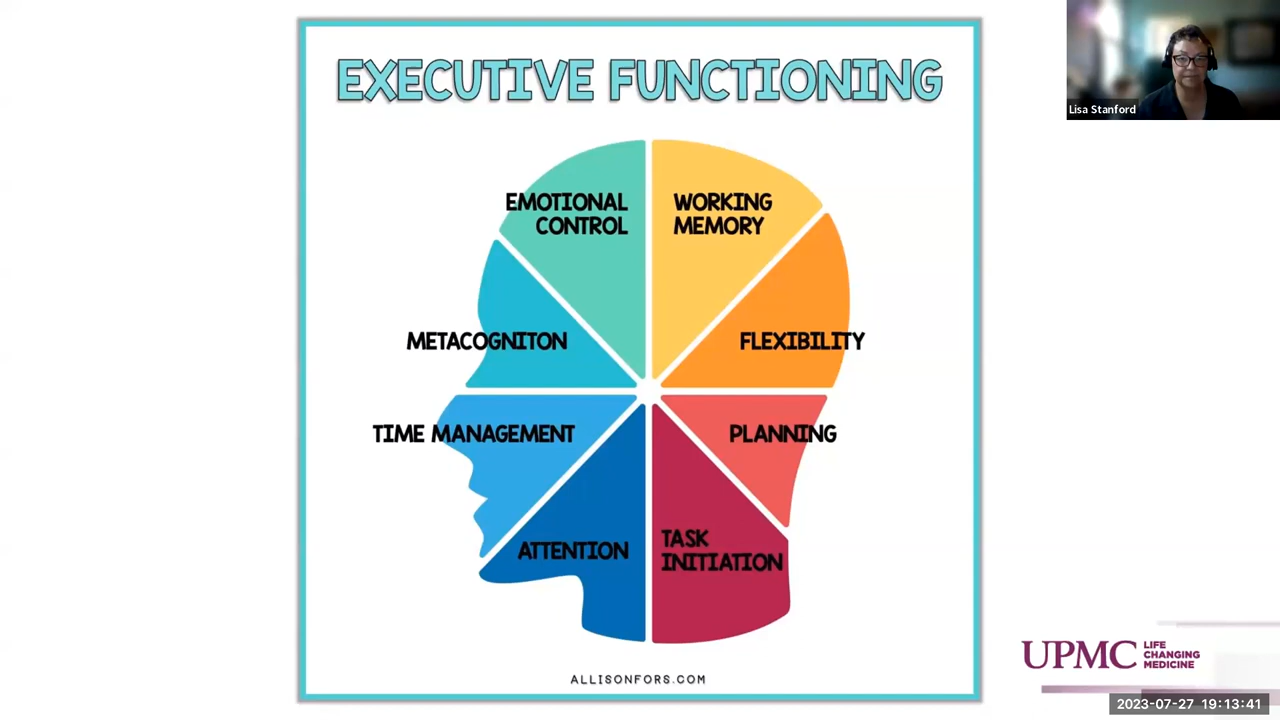 EXECUTIVE FUNCTIONING
Lisa Stanford
EMOTIONAL
CONTROL
WORKING
MEMORY
METACOGNITON
FLEXIBILITY
TIME MANAGEMENT
PLANNING
ATTENTION
TASK
INITIATION
ALLISONFORS.COM
UPMC
LIFE
CHANGING
MEDICINE
2023-07-27 19:13:41